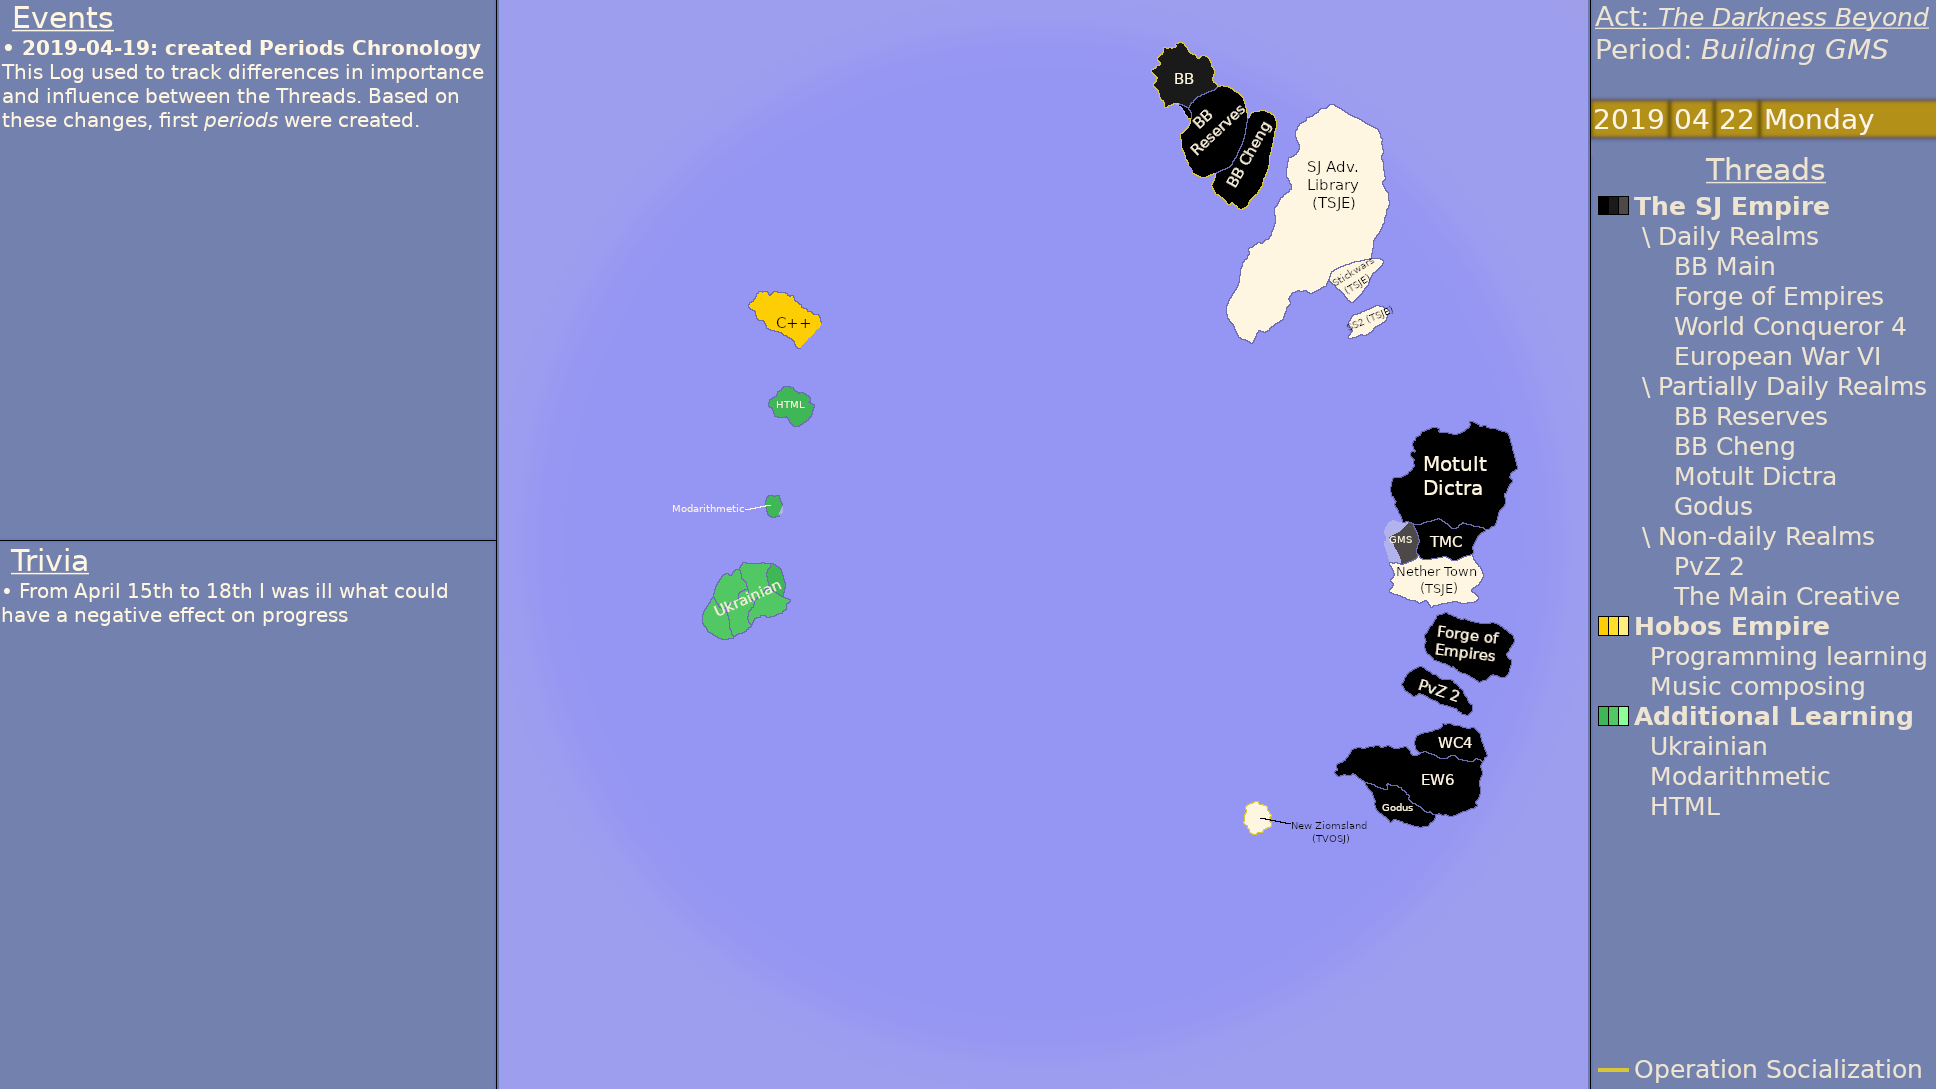 Events
• 2019-04-19: created Periods Chronology
This Log used to track differences in importance
and influence between the Threads. Based on
these changes, first periods were created.
Trivia
• From April 15th to 18th I was ill what could
have a negative effect on progress
BB
BB
Reserves
BB Cheng
SJ Adv.
Library
(TSJE)
Stickwars
(TSJE)
SS2 (TSJE)
C++
HTML
Modarithmetic
Ukrainian
Motult
Dictra
GMS
TMC
Nether Town
(TSJE)
Forge of
Empires
PvZ 2
WC4
EW6
Godus
New Ziomsland
(TVOSJ)
Act: The Darkness Beyond
Period: Building GMS
2019 04 22 Monday
Threads
The SJ Empire
\ Daily Realms
BB Main
Forge of Empires
World Conqueror 4
European War VI
\ Partially Daily Realms
BB Reserves
BB Cheng
Motult Dictra
Godus
\ Non-daily Realms
PvZ 2
The Main Creative
Hobos Empire
Programming learning
Music composing
Additional Learning
Ukrainian
Modarithmetic
HTML
Operation Socialization